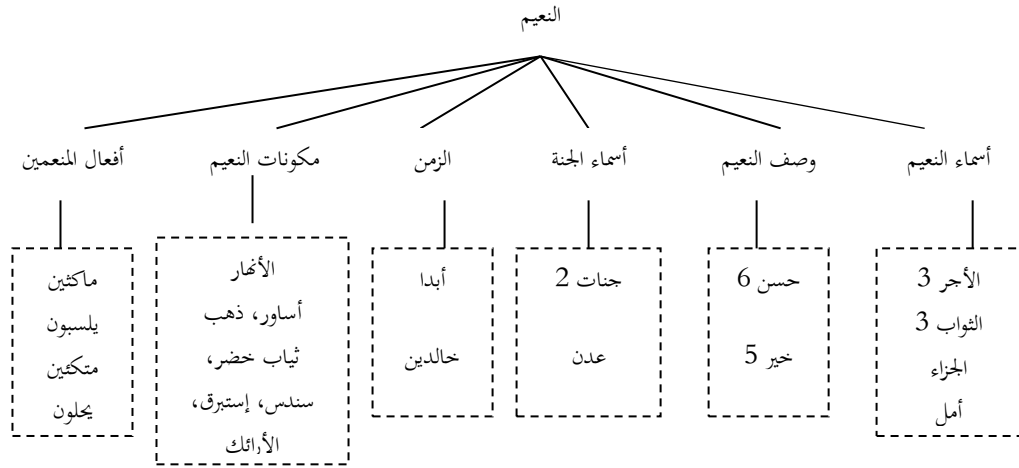 النعيم
أسماء النعيم
وصف النعيم
أسماء الجنة
الزمن
مكونات النعيم
أفعال المنعمين
الأجر 3
الثواب 3
الجزاء
أمل
حسن 6
خير 5
جنات 2
عدن
أبدا
خالدين
الأنهار
أساور، ذهب
ثياب خضر،
سندس، إستبرق،
الأرائك
ماكثين
يلسبون
متكئين
يحلون